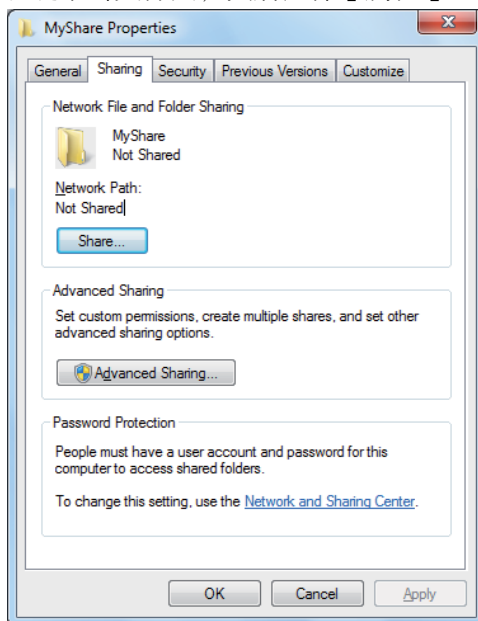 MyShare Properties
General Sharing Security Previous Versions Customize
Network File and Folder Sharing
MyShare
Not Shared
Network Path:
Not Shared
Share...
Advanced Sharing
Set custom permissions, create multiple shares, and set other
advanced sharing options.
Advanced Sharing...
Password Protection
People must have a user account and password for this
computer to access shared folders.
To change this setting, use the Network and Sharing Center.
OK Cancel Apply